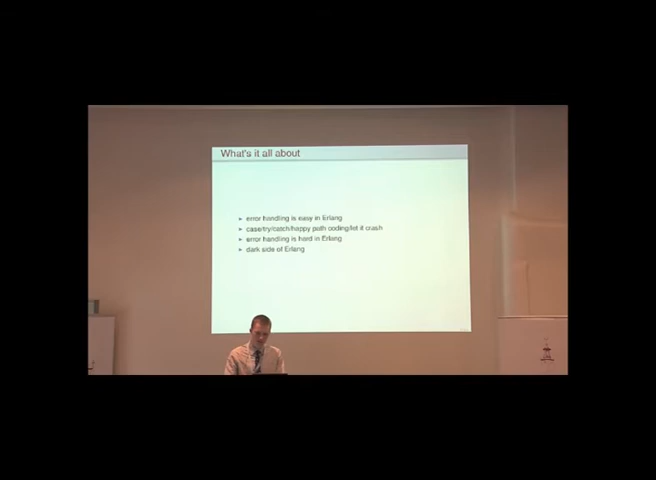 What's it all about
error handling is easy in Erlang
case/try/catch/happy path coding/let it crash
error handling is hard in Erlang
dark side of Erlang